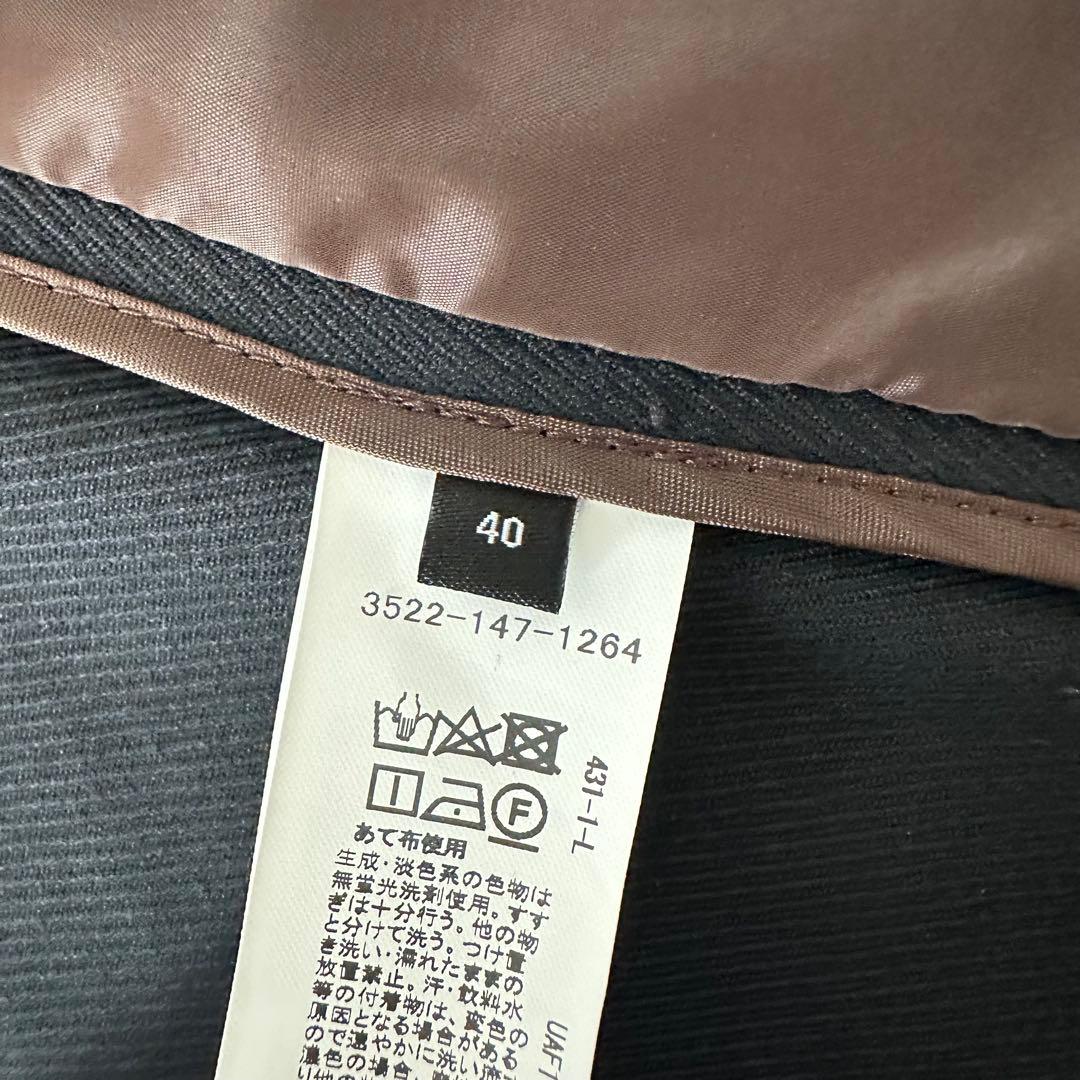 40
3522-147-1264
431-1-L
F
あて布使用
生成・淡色系の色物は
無蛍光洗剤使用。すす
ぎは十分行う。他の物
と分けて洗う。つけ置
き洗い・濡れたままの
放置禁止。汗・飲料水
等の付着物は、変色の
原因となる場合がある
ので速やかに洗い流す
濃色の場合、